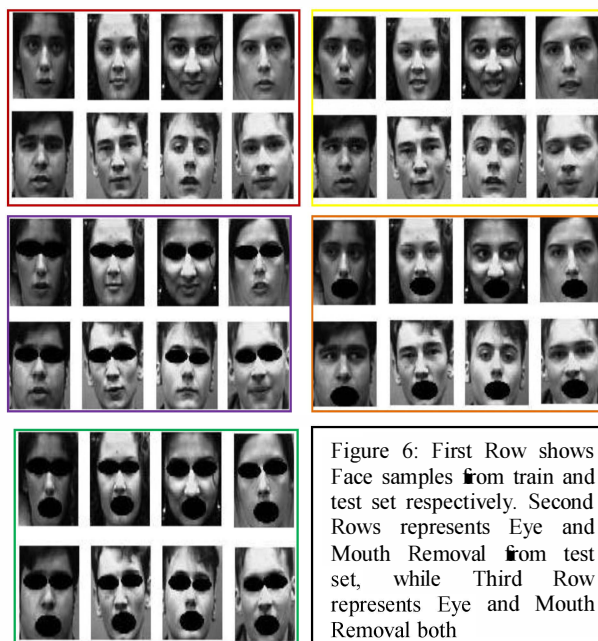 Figure 6: First Row shows
Face samples from train and
test set respectively. Second
Rows represents Eye and
Mouth Removal from test
set, while Third Row
represents Eye and Mouth
Removal both